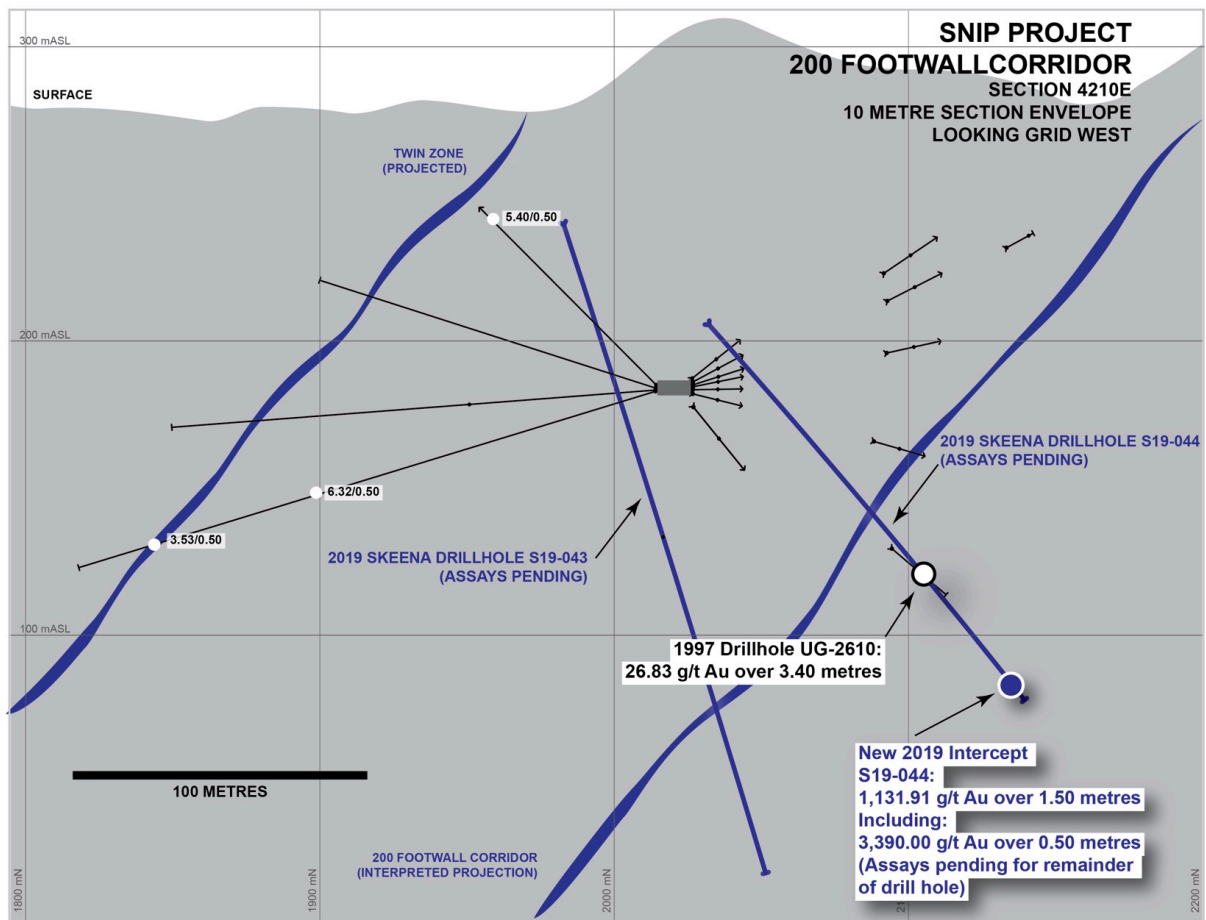 SNIP PROJECT
200 FOOTWALLCORRIDOR
SECTION 4210E
10 METRE SECTION ENVELOPE
LOOKING GRID WEST
300 mASL
SURFACE
TWIN ZONE
(PROJECTED)
5.40/0.50
200 mASL
2019 SKEENA DRILLHOLE S19-044
(ASSAYS PENDING)
6.32/0.50
3.53/0.50
2019 SKEENA DRILLHOLE S19-043
(ASSAYS PENDING)
100 mASL
1997 Drillhole UG-2610:
26.83 g/t Au over 3.40 metres
New 2019 Intercept
S19-044:
1,131.91 g/t Au over 1.50 metres
Including:
3,390.00 g/t Au over 0.50 metres
(Assays pending for remainder
of drill hole)
100 METRES
200 FOOTWALL CORRIDOR
(INTERPRETED PROJECTION)
1800 mN
1900 mN
2000 mN
2200 mN